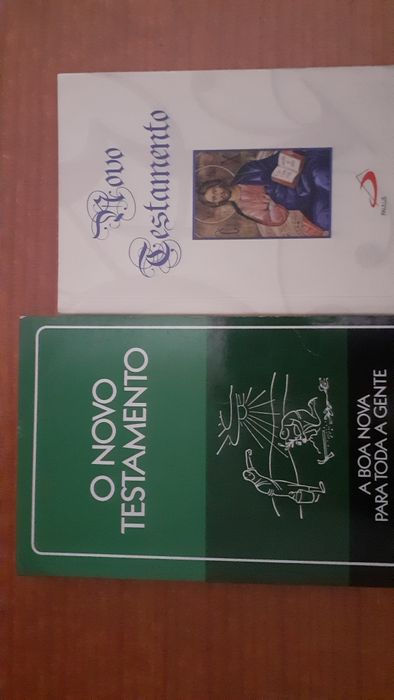 Novo
Testamento
PAULUS
O NOVO
TESTAMENTO
A BOA NOVA
PARA TODA A GENTE